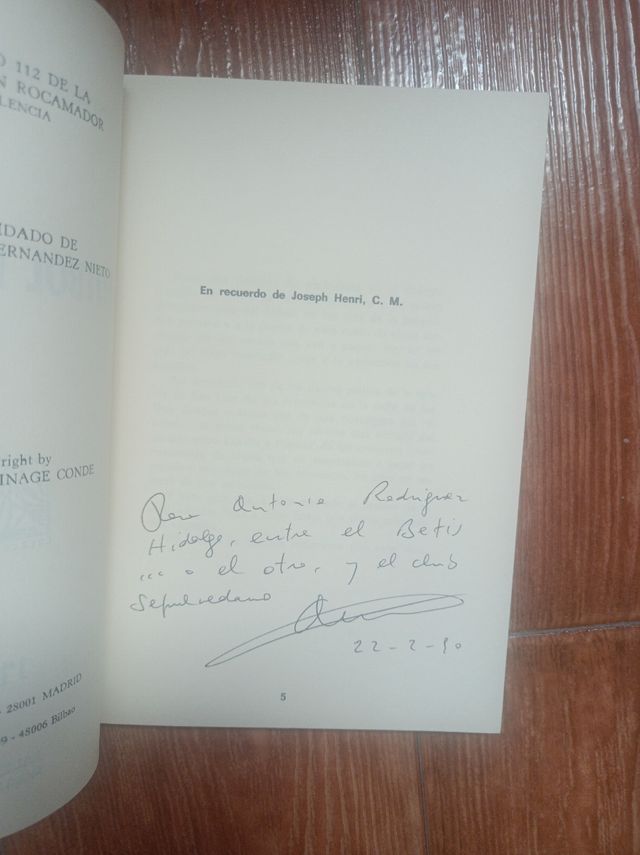 O 112 DE LA
N ROCAMADOR
LENCIA
IDADO DE
ERNANDEZ NIETO
right by
INAGE CONDE
- 28001 MADRID
9 - 48006 Bilbao
En recuerdo de Joseph Henri, C. M.
Para Antonio Rodríguez
Hidalgo, entre el Betis
... o el otro, y el club
Sepulvedano
22-2-90
5